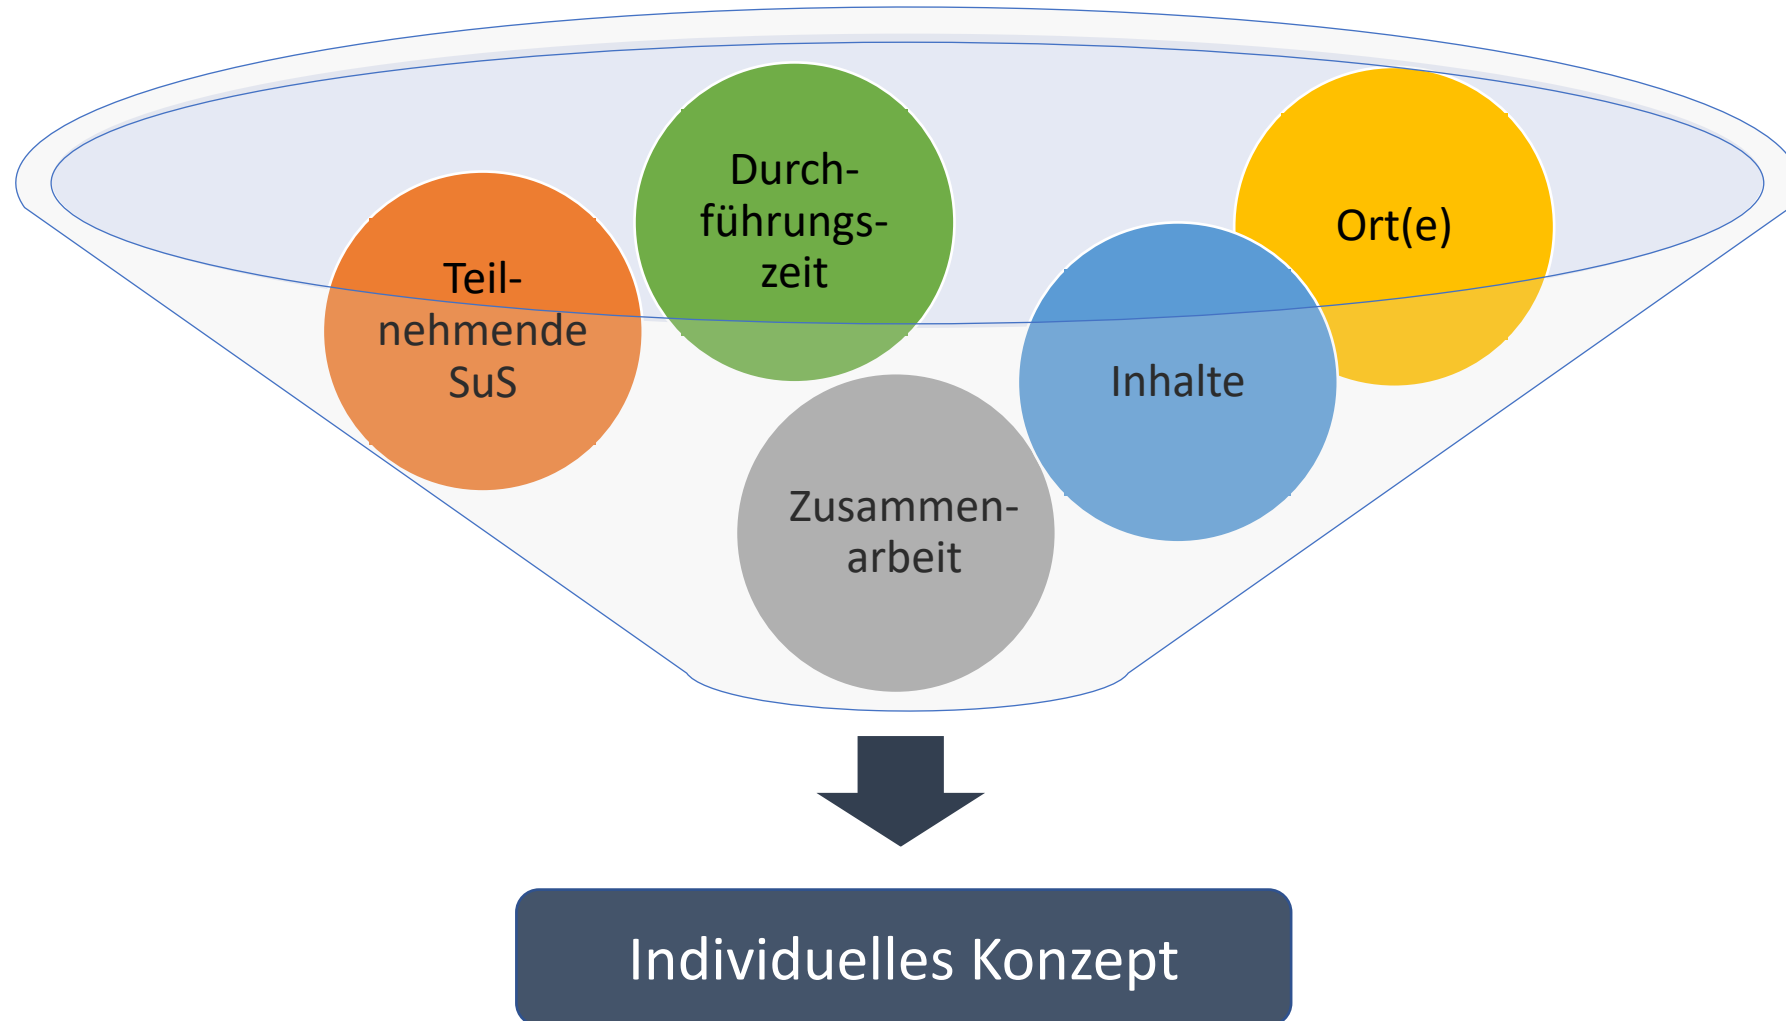 Durch-
führungs-
zeit
Ort(e)
Teil-
nehmende
SuS
Inhalte
Zusammen-
arbeit
Individuelles Konzept